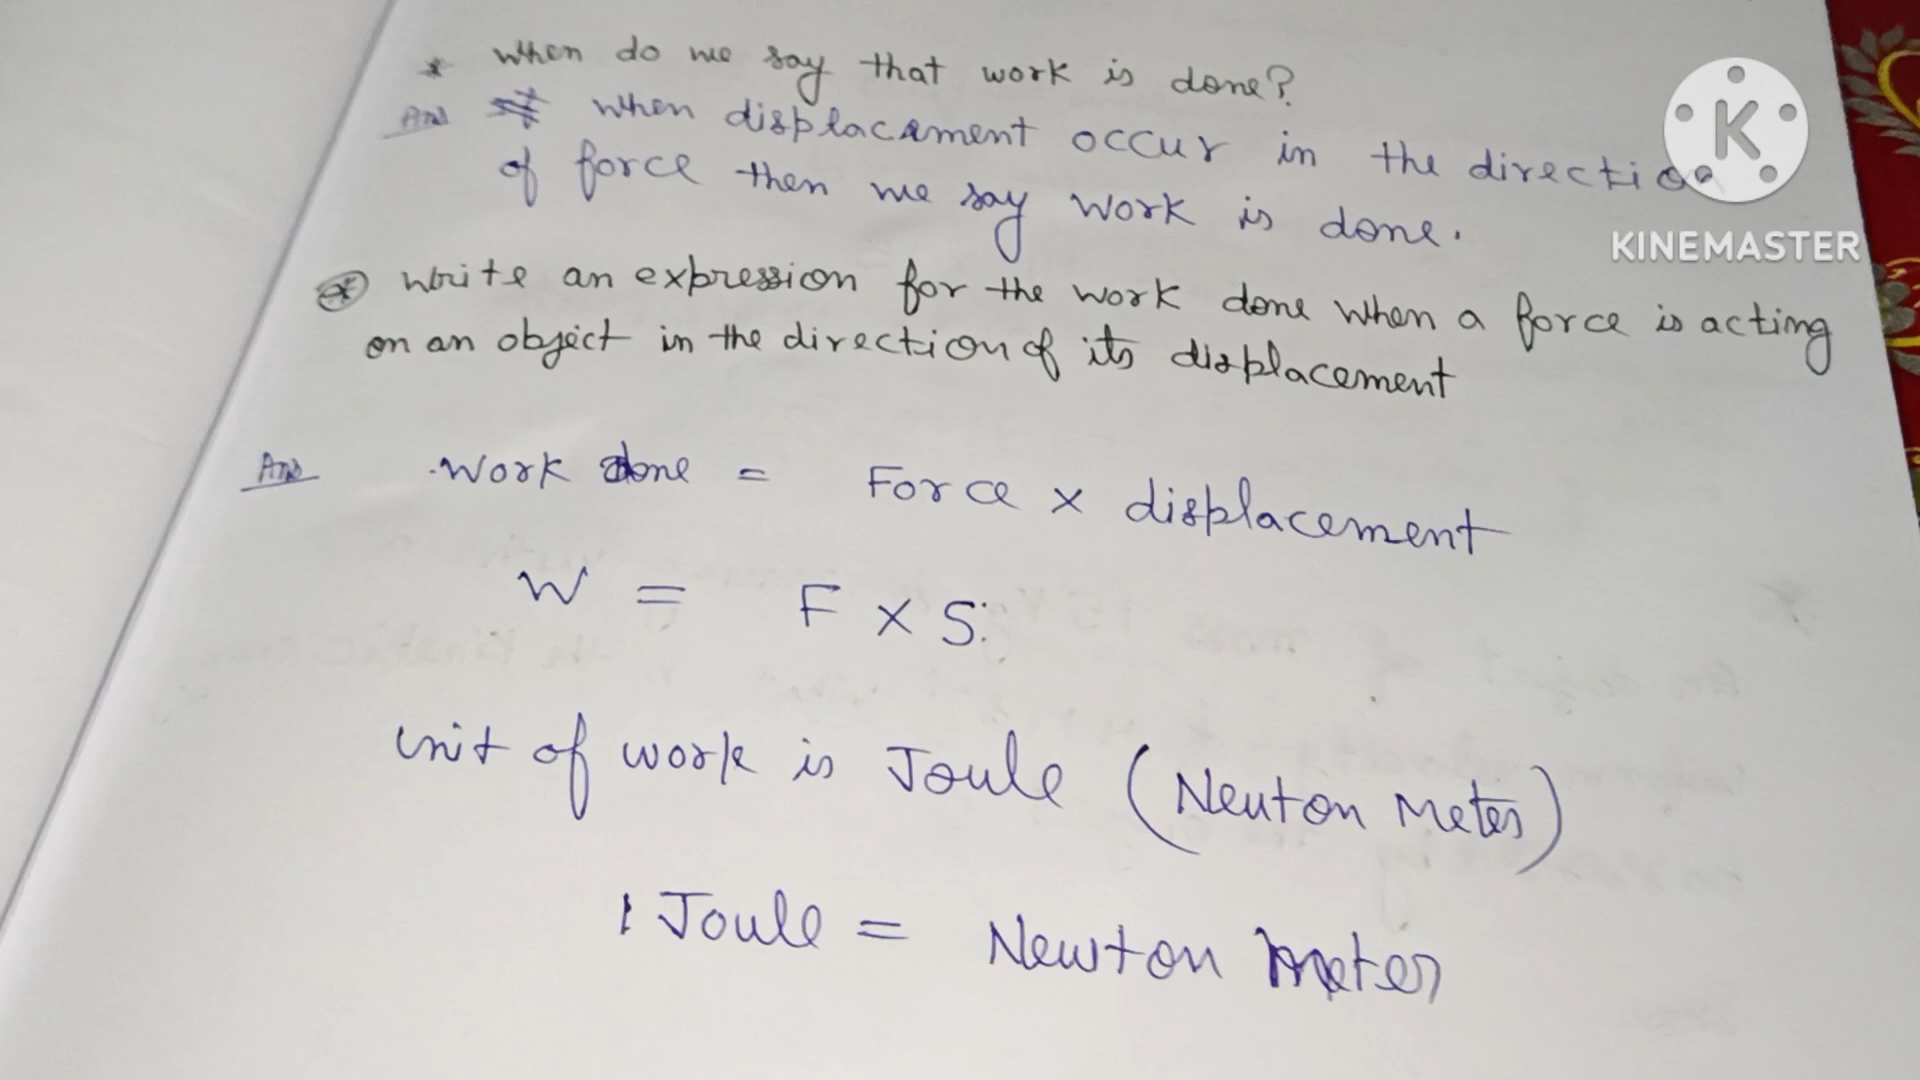 * When do we say that work is done?
Ans when displacement occur in the direction
of force then we say work is done.
* Write an expression for the work done when a force is acting
on an object in the direction of its displacement
Ans Work done = Force × displacement
W = F × S
Unit of work is Joule (Newton Meter)
1 Joule = Newton meter
K
KINEMASTER